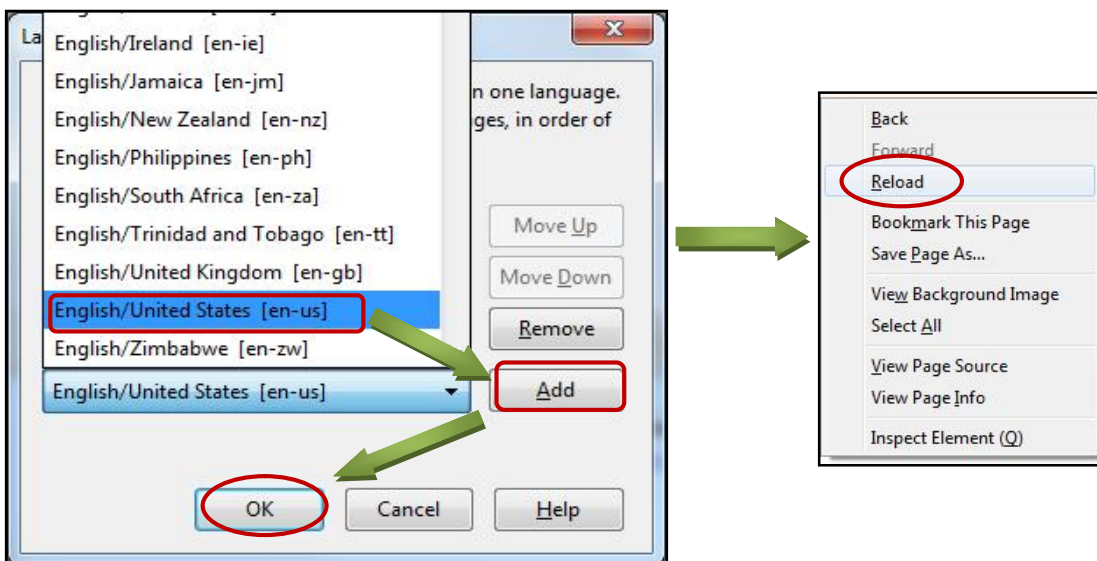 La
English/Ireland [en-ie]
English/Jamaica [en-jm]
n one language.
English/New Zealand [en-nz]
ges, in order of
English/Philippines [en-ph]
English/South Africa [en-za]
English/Trinidad and Tobago [en-tt]
Move Up
English/United Kingdom [en-gb]
Move Down
English/United States [en-us]
Remove
English/Zimbabwe [en-zw]
English/United States [en-us]
Add
OK
Cancel
Help
Back
Forward
Reload
Bookmark This Page
Save Page As...
View Background Image
Select All
View Page Source
View Page Info
Inspect Element (Q)